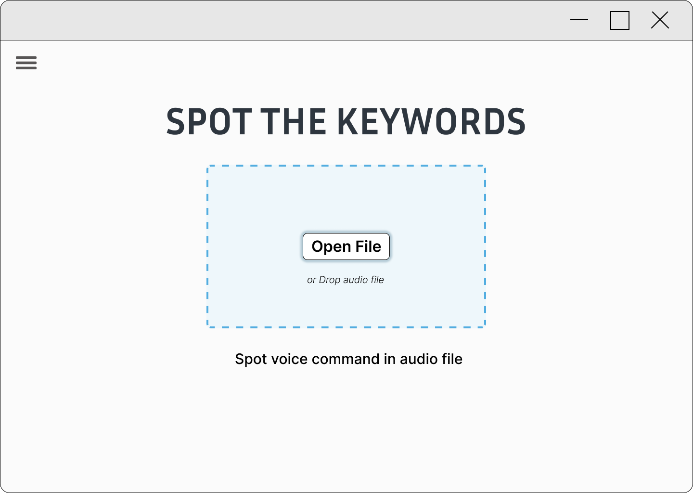 SPOT THE KEYWORDS
Open File
or Drop audio file
Spot voice command in audio file